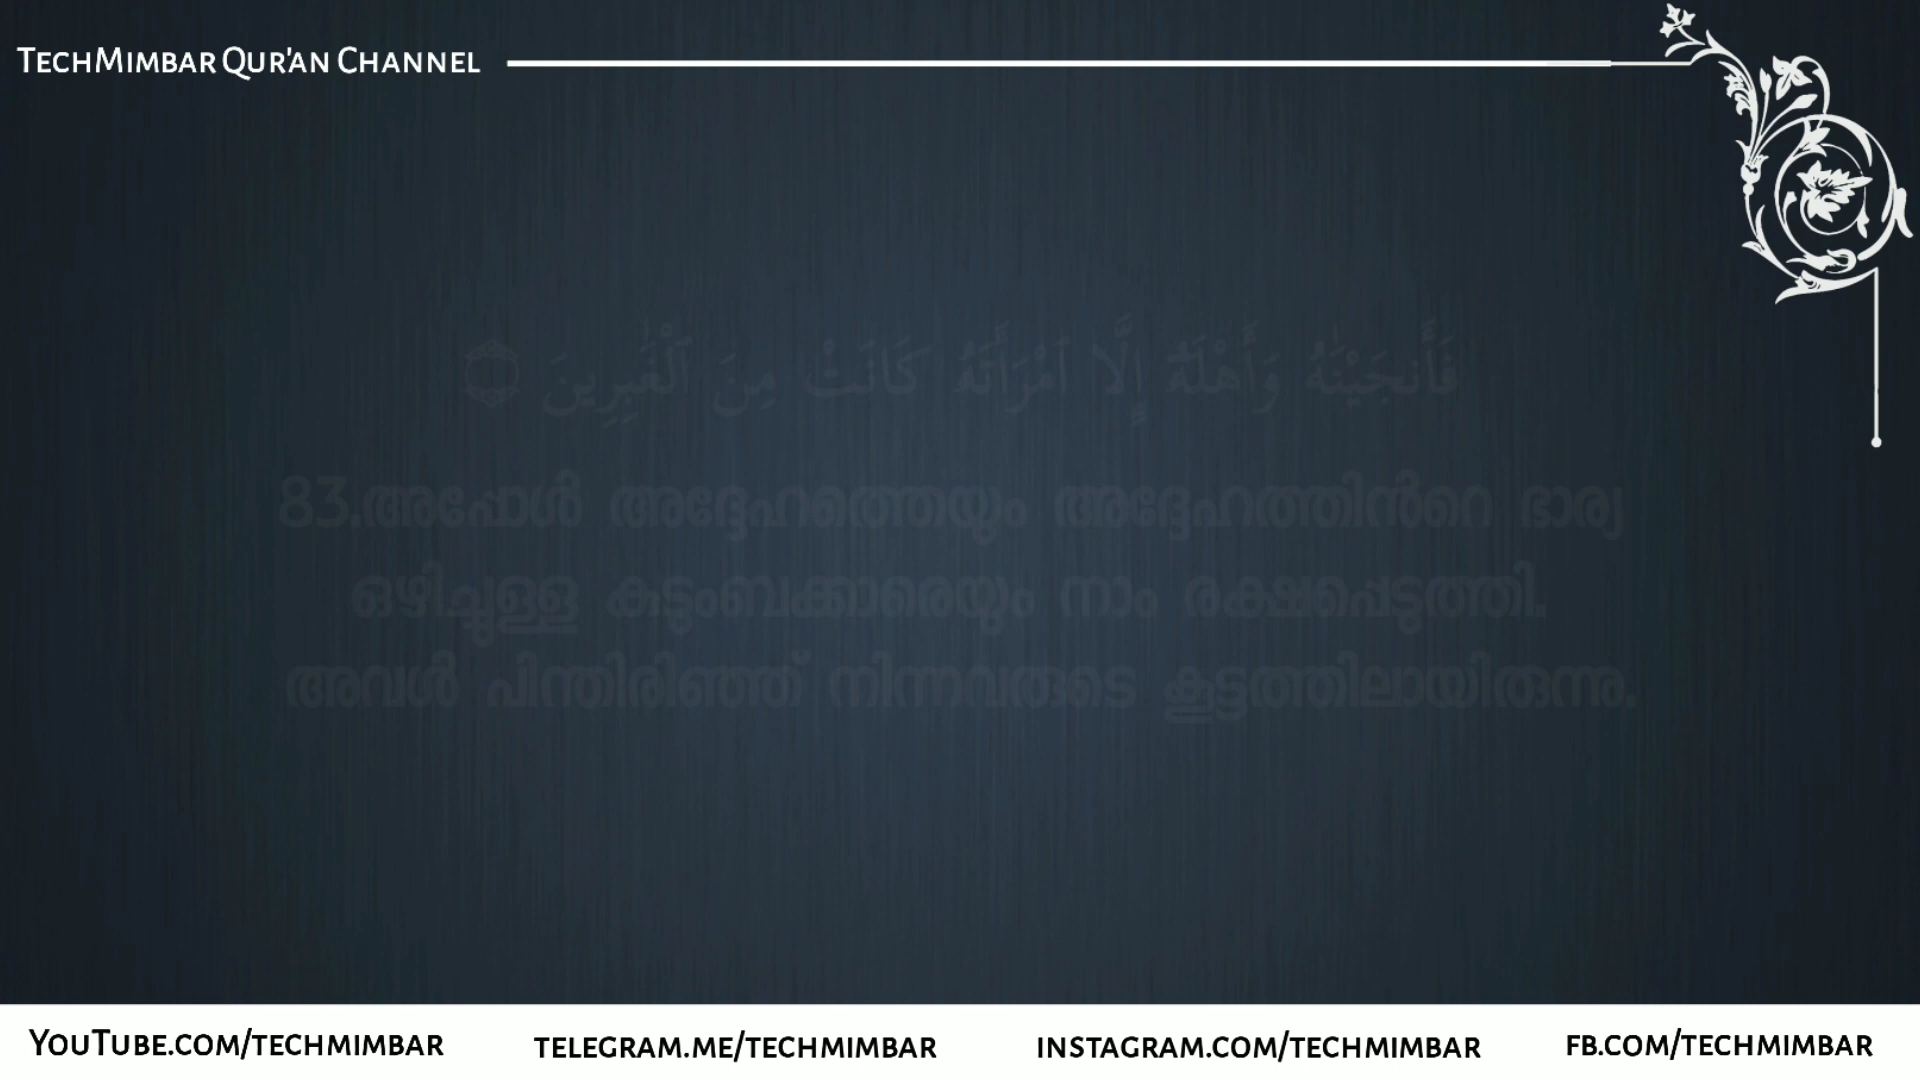 TechMimbar Qur'an Channel
فَأَنجَيْنَٰهُ وَأَهْلَهُۥٓ إِلَّا ٱمْرَأَتَهُۥ كَانَتْ مِنَ ٱلْغَٰبِرِينَ
83.അപ്പോൾ അദ്ദേഹത്തെയും അദ്ദേഹത്തിൻറെ ഭാര്യ
ഒഴിച്ചുള്ള കുടുംബക്കാരെയും നാം രക്ഷപ്പെടുത്തി.
അവൾ പിന്തിരിഞ്ഞ് നിന്നവരുടെ കൂട്ടത്തിലായിരുന്നു.
YouTube.com/techmimbar telegram.me/techmimbar instagram.com/techmimbar fb.com/techmimbar